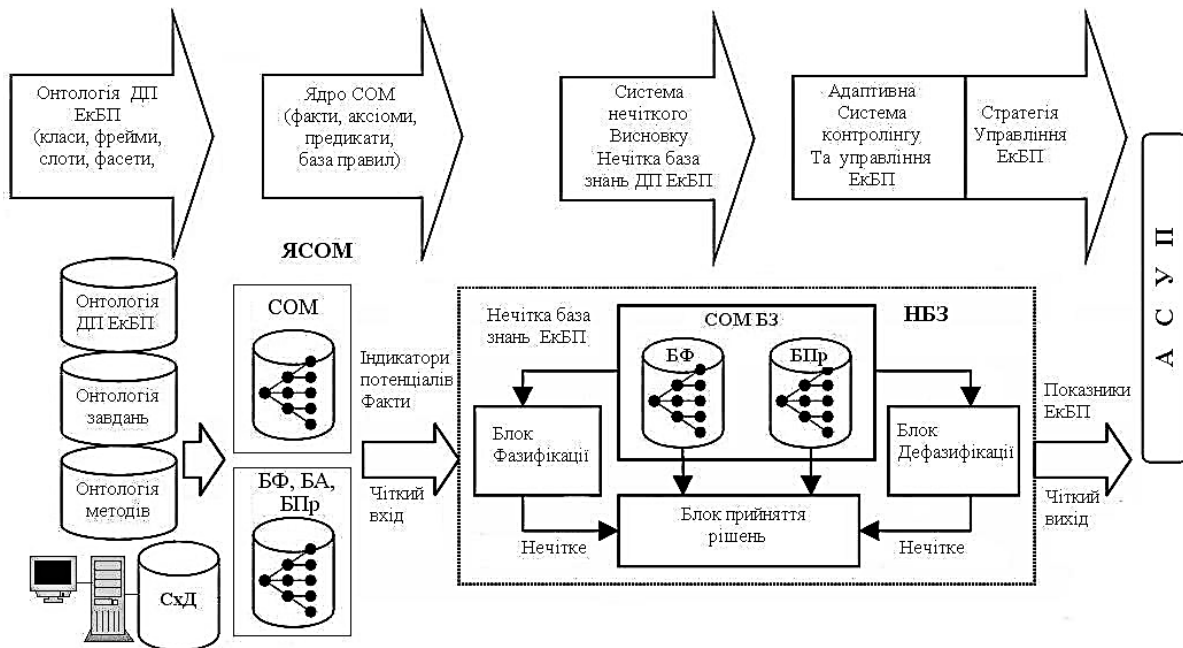 Онтологія ДП
ЕкБП
(класи, фрейми,
слоти, фасети,
Ядро СОМ
(факти, аксіоми,
предикати,
база правил)
Система
нечіткого
Висновку
Нечітка база
знань ДП ЕкБП
Адаптивна
Система
контролінгу
Та управління
ЕкБП
Стратегія
Управління
ЕкБП
А С У П
ЯСОМ
Онтологія
ДП ЕкБП
Онтологія
завдань
Онтологія
методів
СхД
СОМ
БФ, БА,
БПр
Індикатори
потенціалів
Факти
Чіткий
вхід
Нечітка база
знань ЕкБП
СОМ БЗ
НБЗ
БФ
БПр
Блок
Фазифікації
Блок
Дефазифікації
Блок прийняття
рішень
Нечітке
Нечітке
Показники
ЕкБП
Чіткий
вихід